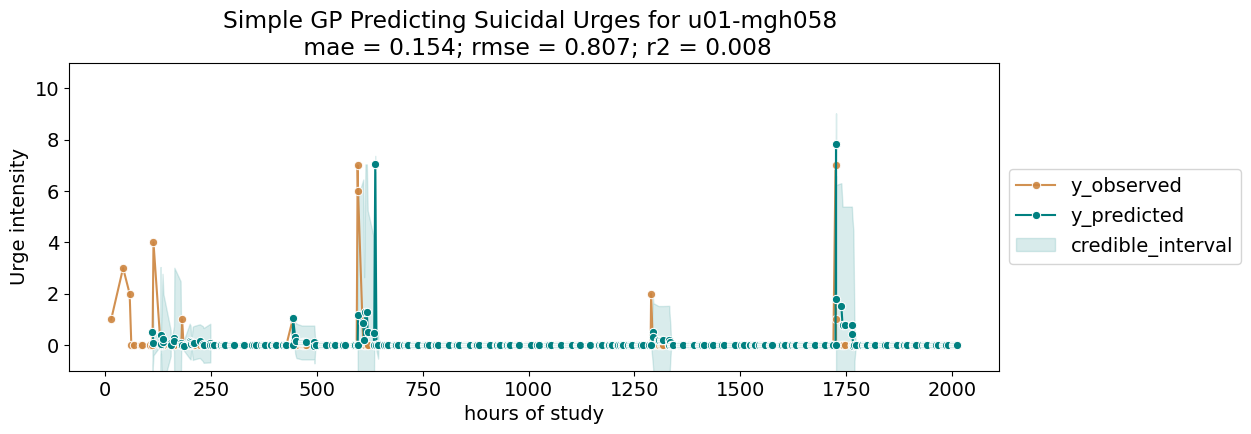 Simple GP Predicting Suicidal Urges for u01-mgh058
mae = 0.154; rmse = 0.807; r2 = 0.008
10
8
6
4
2
0
Urge intensity
0 250 500 750 1000 1250 1500 1750 2000
hours of study
y_observed
y_predicted
credible_interval